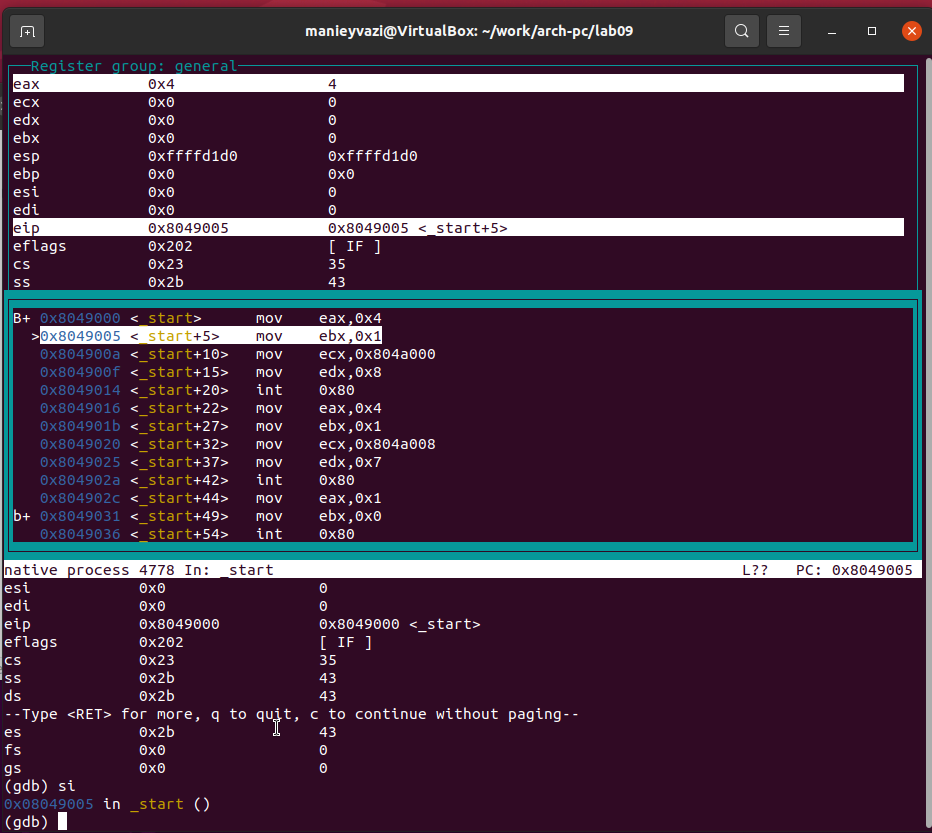 manieyvazi@VirtualBox: ~/work/arch-pc/lab09
Register group: general
eax 0x4 4
ecx 0x0 0
edx 0x0 0
ebx 0x0 0
esp 0xffffd1d0 0xffffd1d0
ebp 0x0 0x0
esi 0x0 0
edi 0x0 0
eip 0x8049005 0x8049005 <_start+5>
eflags 0x202 [ IF ]
cs 0x23 35
ss 0x2b 43
B+ 0x8049000 <_start> mov eax,0x4
>0x8049005 <_start+5> mov ebx,0x1
0x804900a <_start+10> mov ecx,0x804a000
0x804900f <_start+15> mov edx,0x8
0x8049014 <_start+20> int 0x80
0x8049016 <_start+22> mov eax,0x4
0x804901b <_start+27> mov ebx,0x1
0x8049020 <_start+32> mov ecx,0x804a008
0x8049025 <_start+37> mov edx,0x7
0x804902a <_start+42> int 0x80
0x804902c <_start+44> mov eax,0x1
b+ 0x8049031 <_start+49> mov ebx,0x0
0x8049036 <_start+54> int 0x80
native process 4778 In: _start L?? PC: 0x8049005
esi 0x0 0
edi 0x0 0
eip 0x8049000 0x8049000 <_start>
eflags 0x202 [ IF ]
cs 0x23 35
ss 0x2b 43
ds 0x2b 43
--Type <RET> for more, q to quit, c to continue without paging--
es 0x2b 43
fs 0x0 0
gs 0x0 0
(gdb) si
0x08049005 in _start ()
(gdb)